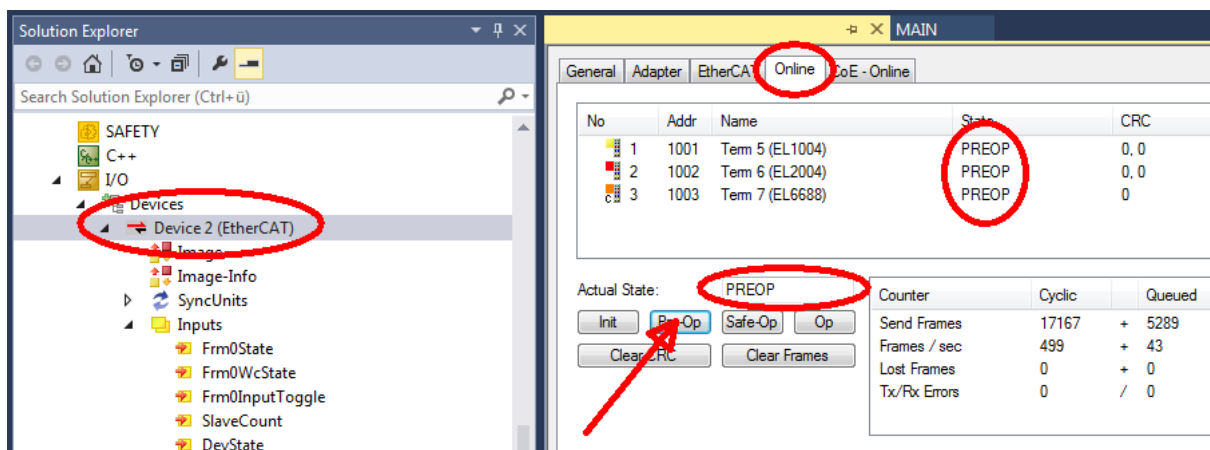 Solution Explorer
Search Solution Explorer (Ctrl+ü)
SAFETY
C++
I/O
Devices
Device 2 (EtherCAT)
Image
Image-Info
SyncUnits
Inputs
Frm0State
Frm0WcState
Frm0InputToggle
SlaveCount
DevState
MAIN
General Adapter EtherCAT Online CoE - Online
No Addr Name State CRC
1 1001 Term 5 (EL1004) PREOP 0, 0
2 1002 Term 6 (EL2004) PREOP 0, 0
3 1003 Term 7 (EL6688) PREOP 0
Actual State: PREOP
Init Pre-Op Safe-Op Op
Clear CRC Clear Frames
Counter Cyclic Queued
Send Frames 17167 + 5289
Frames / sec 499 + 43
Lost Frames 0 + 0
Tx/Rx Errors 0 / 0